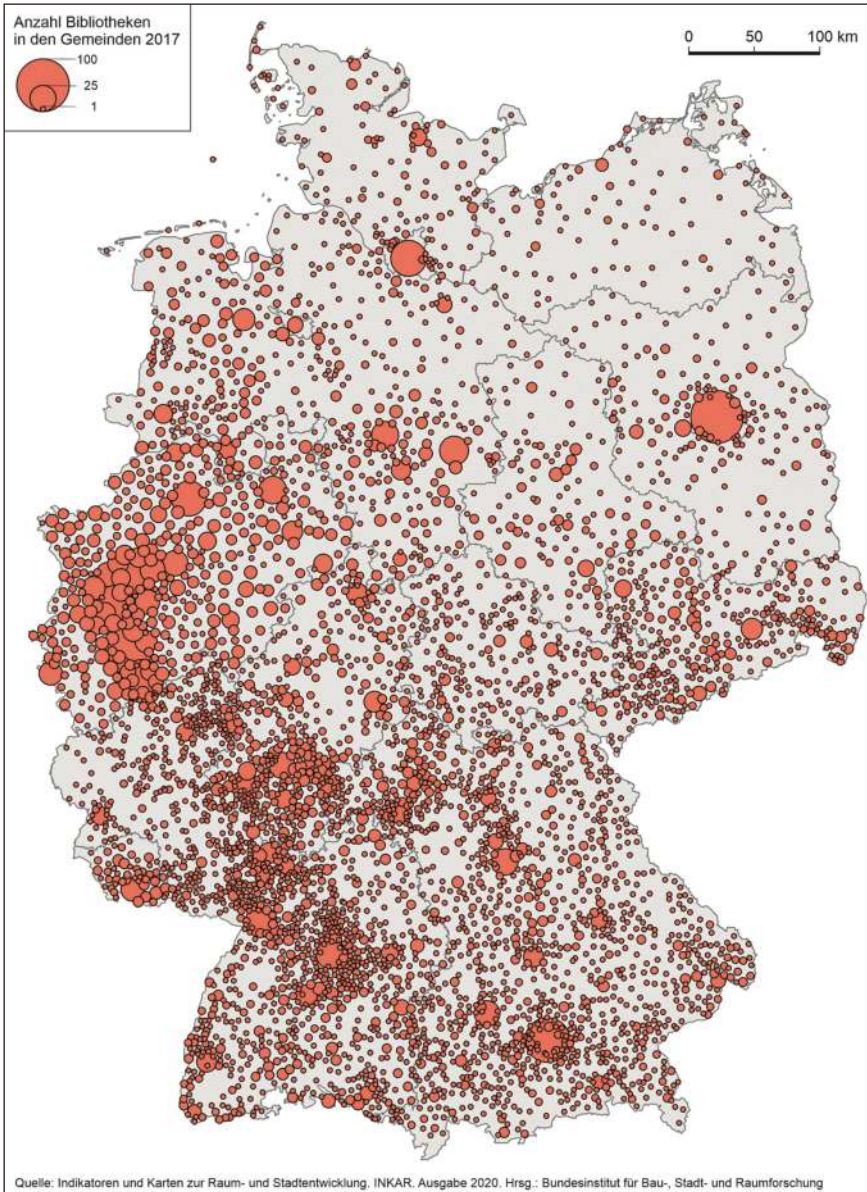 Anzahl Bibliotheken
in den Gemeinden 2017
100
25
1
0 50 100 km
Quelle: Indikatoren und Karten zur Raum- und Stadtentwicklung. INKAR. Ausgabe 2020. Hrsg.: Bundesinstitut für Bau-, Stadt- und Raumforschung